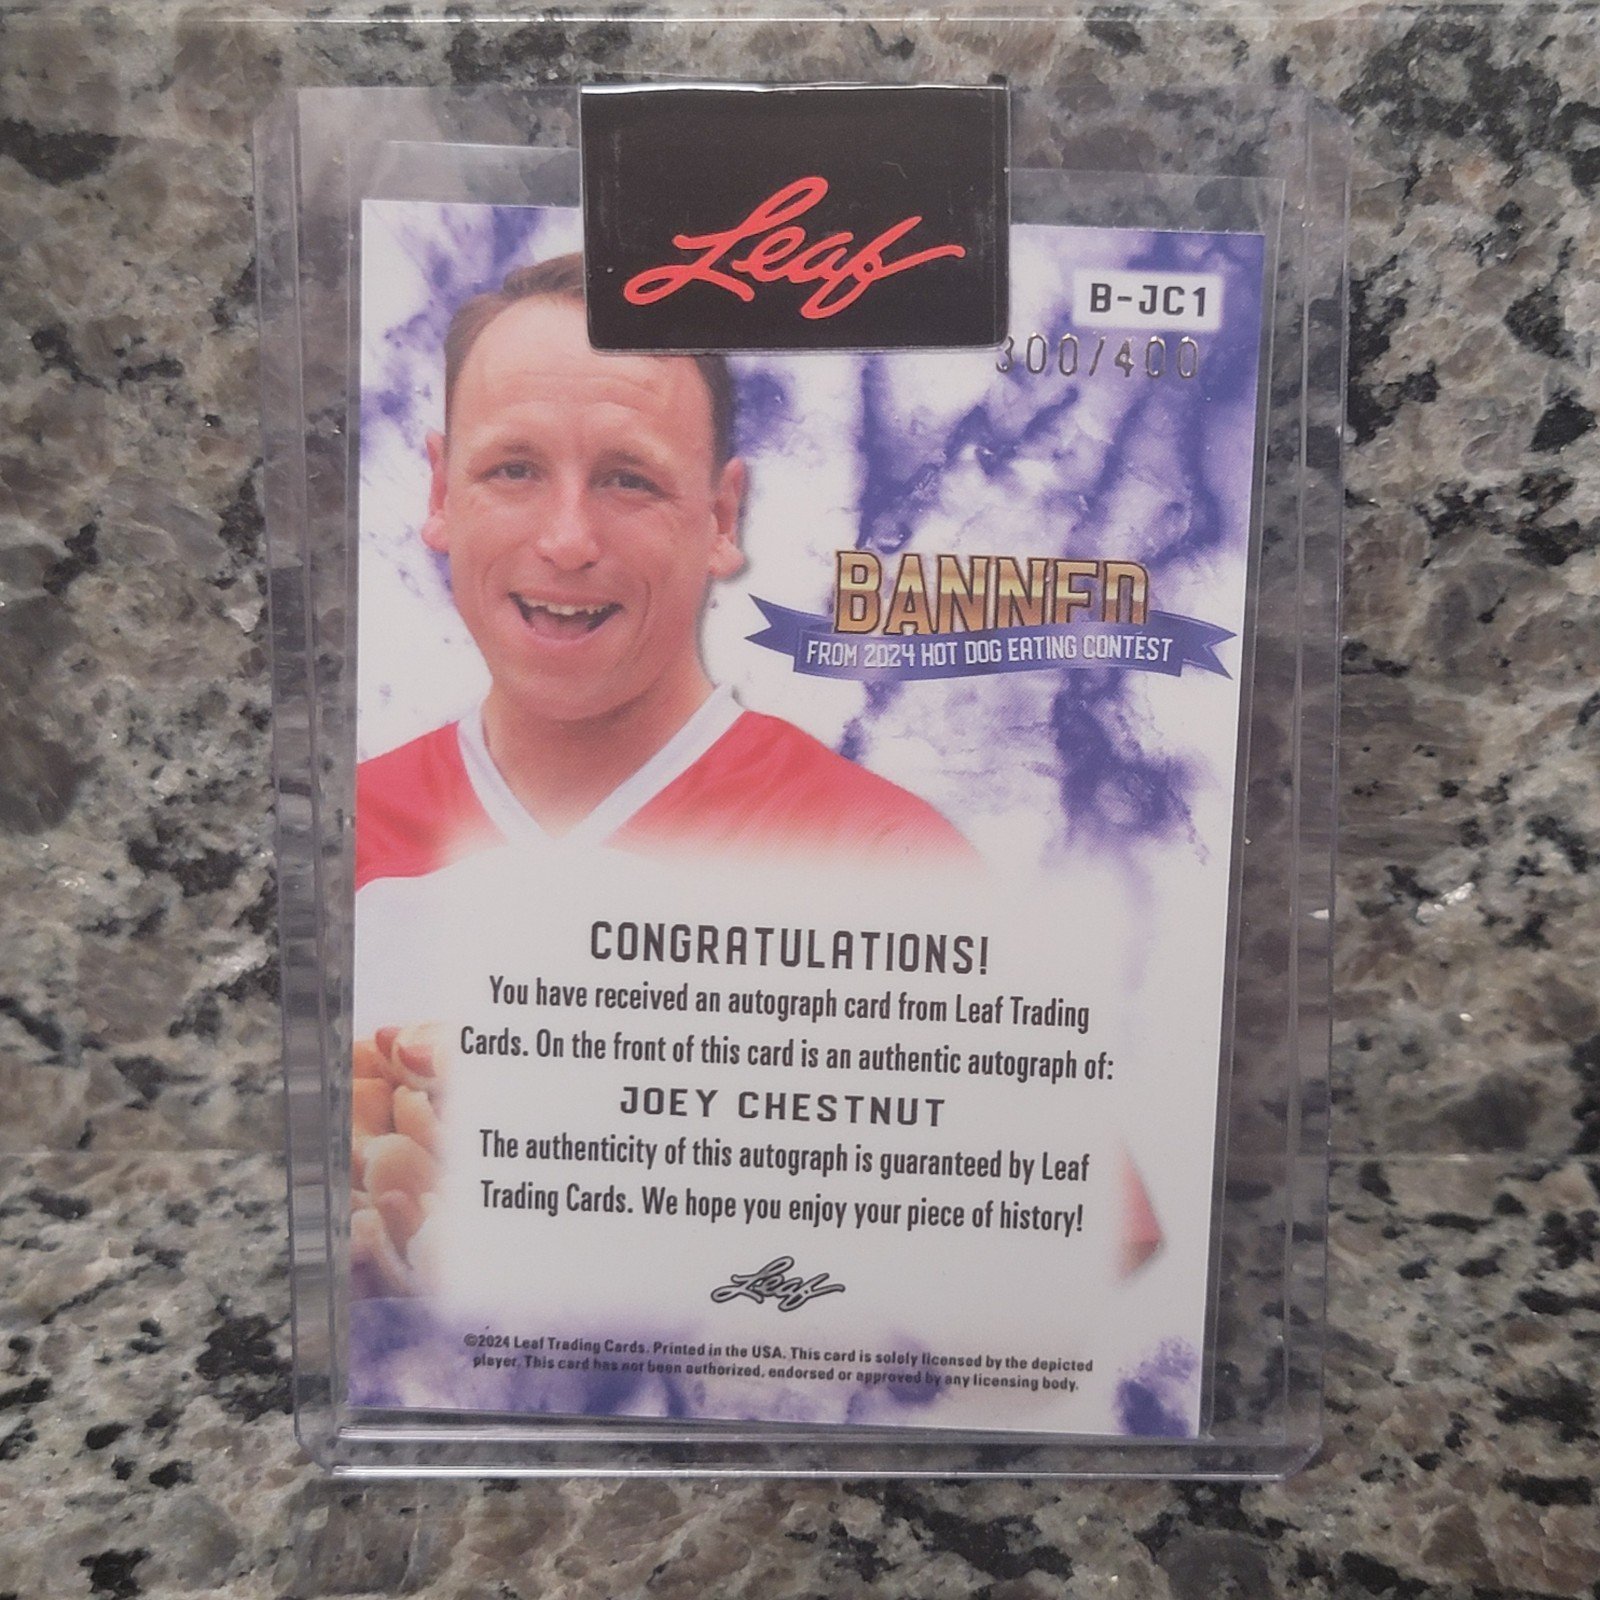 Leaf
B-JC1
300/400
BANNED
FROM 2024 HOT DOG EATING CONTEST
CONGRATULATIONS!
You have received an autograph card from Leaf Trading
Cards. On the front of this card is an authentic autograph of:
JOEY CHESTNUT
The authenticity of this autograph is guaranteed by Leaf
Trading Cards. We hope you enjoy your piece of history!
Leaf
©2024 Leaf Trading Cards. Printed in the USA. This card is solely licensed by the depicted
player. This card has not been authorized, endorsed or approved by any licensing body.